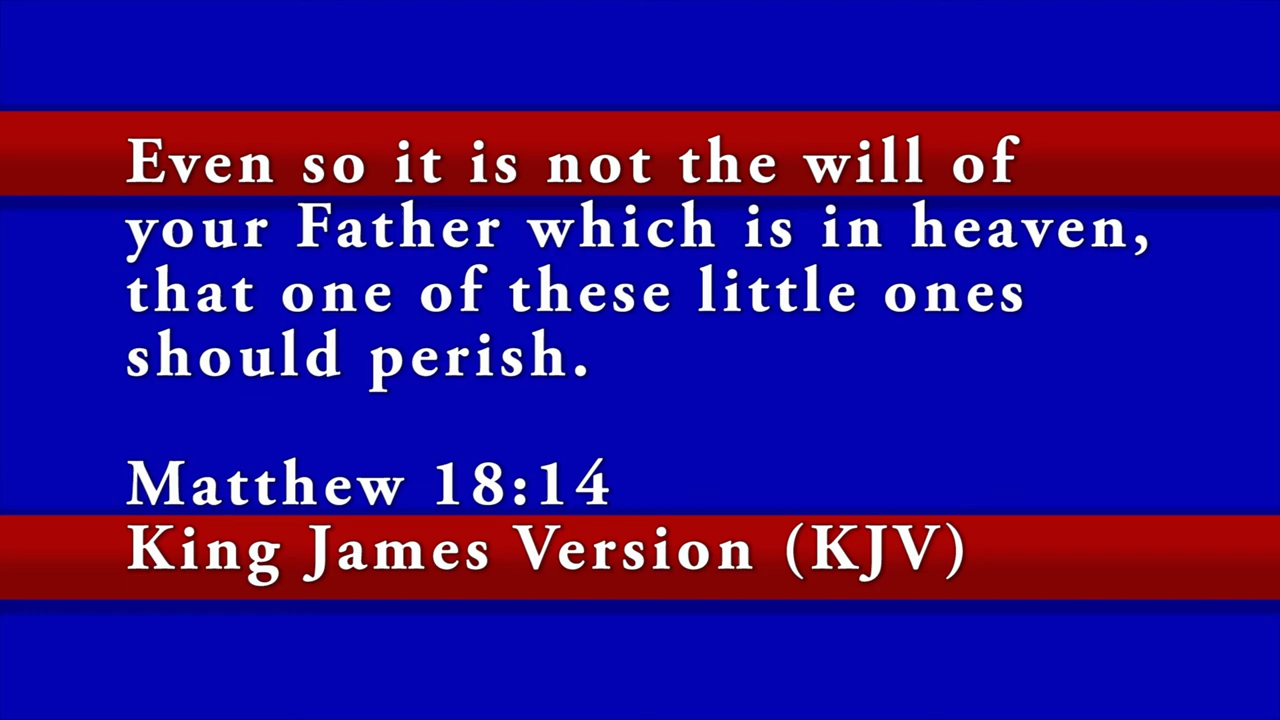 Even so it is not the will of
your Father which is in heaven,
that one of these little ones
should perish.
Matthew 18:14
King James Version (KJV)